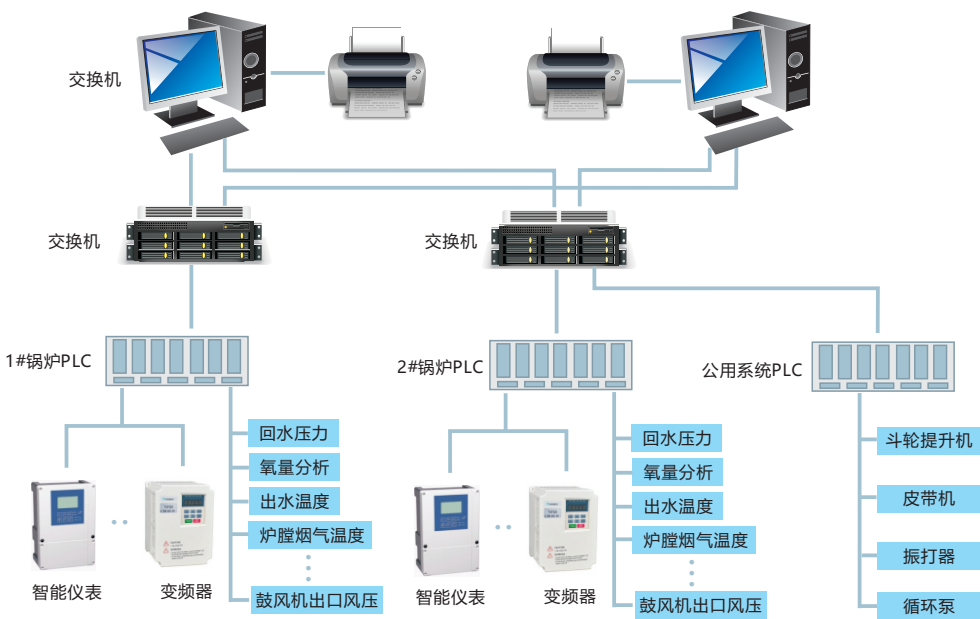 交换机
交换机
交换机
1#锅炉PLC
2#锅炉PLC
公用系统PLC
回水压力
氧量分析
出水温度
炉膛烟气温度
鼓风机出口风压
智能仪表
变频器
回水压力
氧量分析
出水温度
炉膛烟气温度
鼓风机出口风压
智能仪表
变频器
斗轮提升机
皮带机
振打器
循环泵